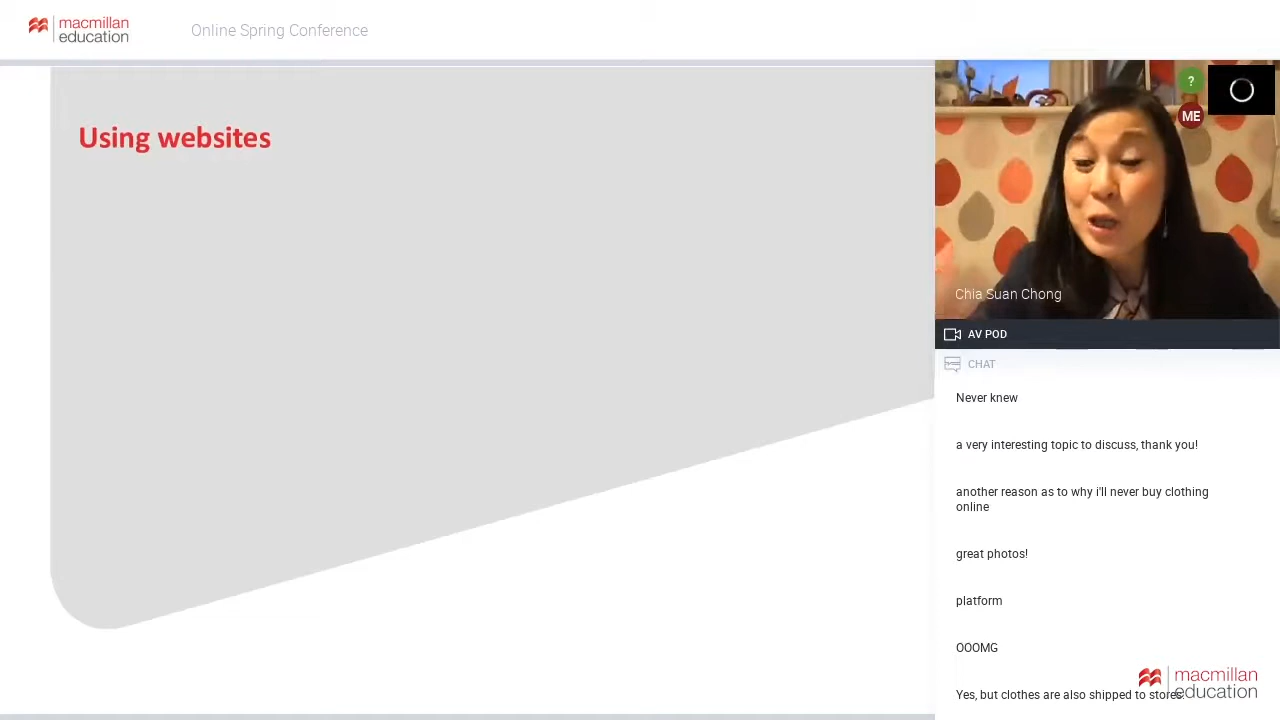 macmillan
education
Online Spring Conference
Using websites
?
ME
Chia Suan Chong
AV POD
CHAT
Never knew
a very interesting topic to discuss, thank you!
another reason as to why i'll never buy clothing
online
great photos!
platform
OOOMG
Yes, but clothes are also shipped to stores.
macmillan
education